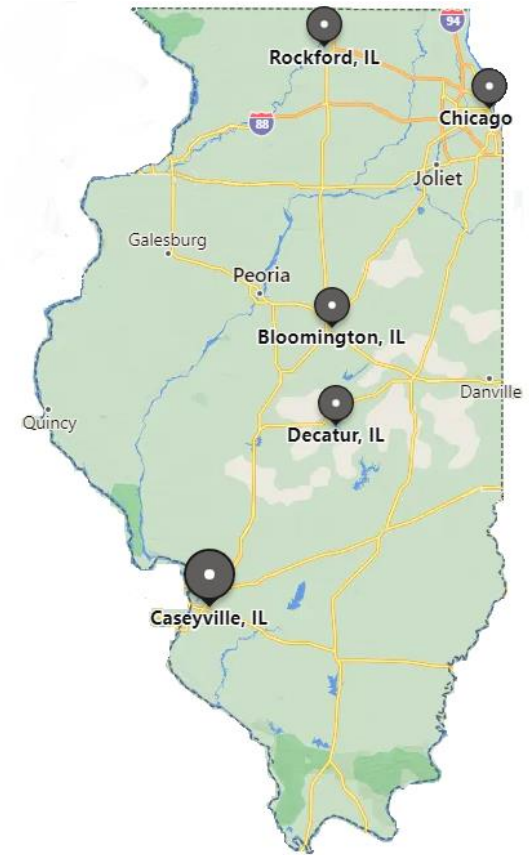 94
Rockford, IL
Chicago
88
Joliet
Galesburg
Peoria
Bloomington, IL
Danville
Quincy
Decatur, IL
Caseyville, IL